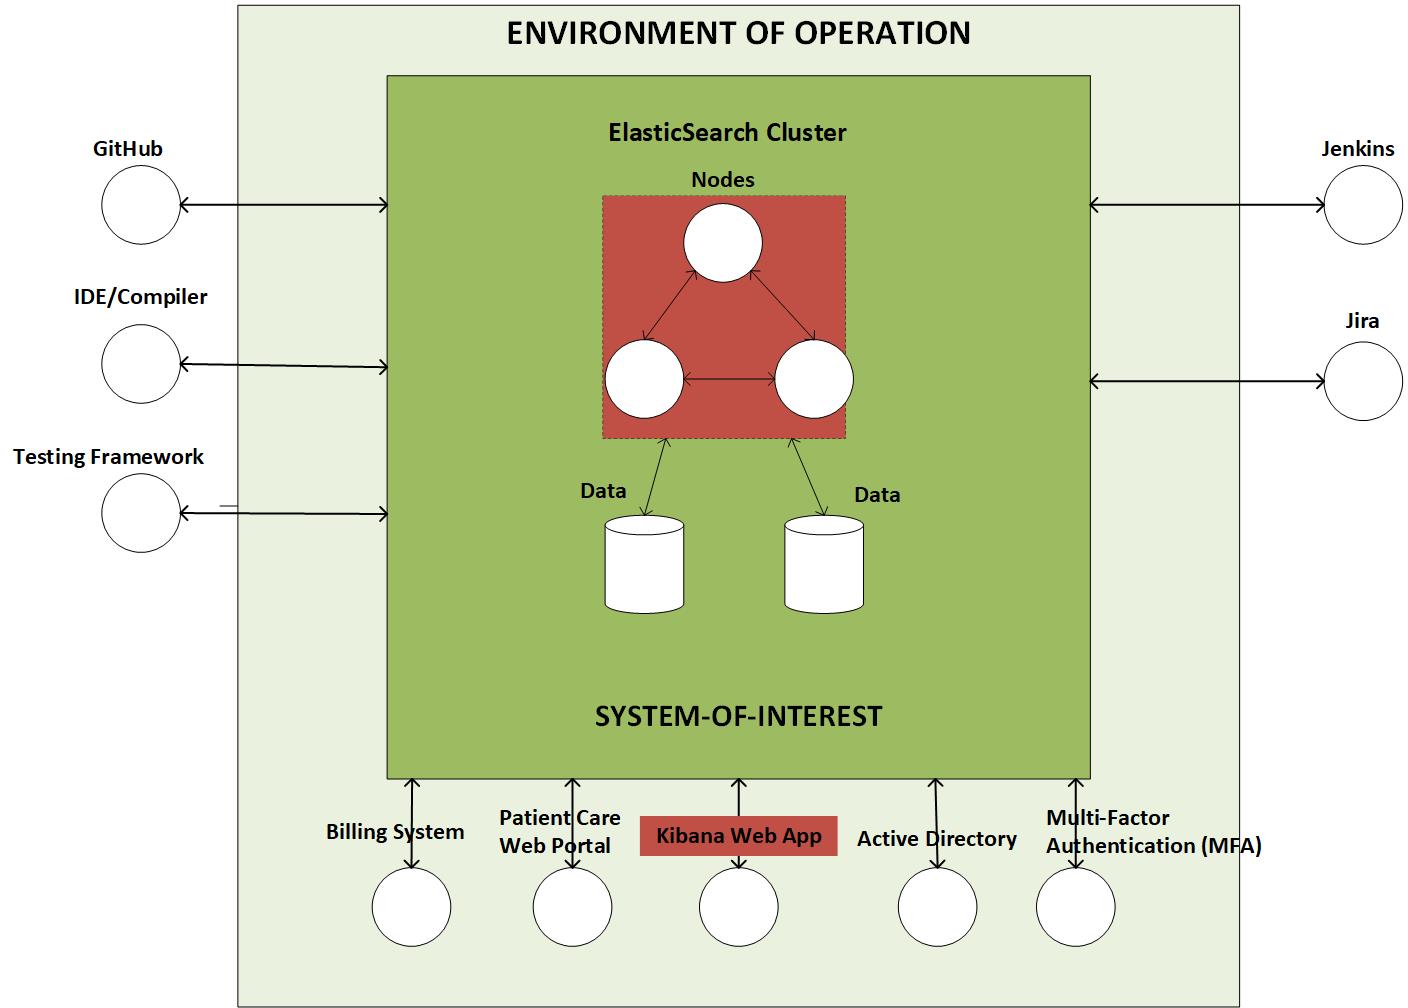 ENVIRONMENT OF OPERATION
ElasticSearch Cluster
Nodes
GitHub
IDE/Compiler
Testing Framework
Jenkins
Jira
Data
Data
SYSTEM-OF-INTEREST
Billing System
Patient Care
Web Portal
Kibana Web App
Active Directory
Multi-Factor
Authentication (MFA)